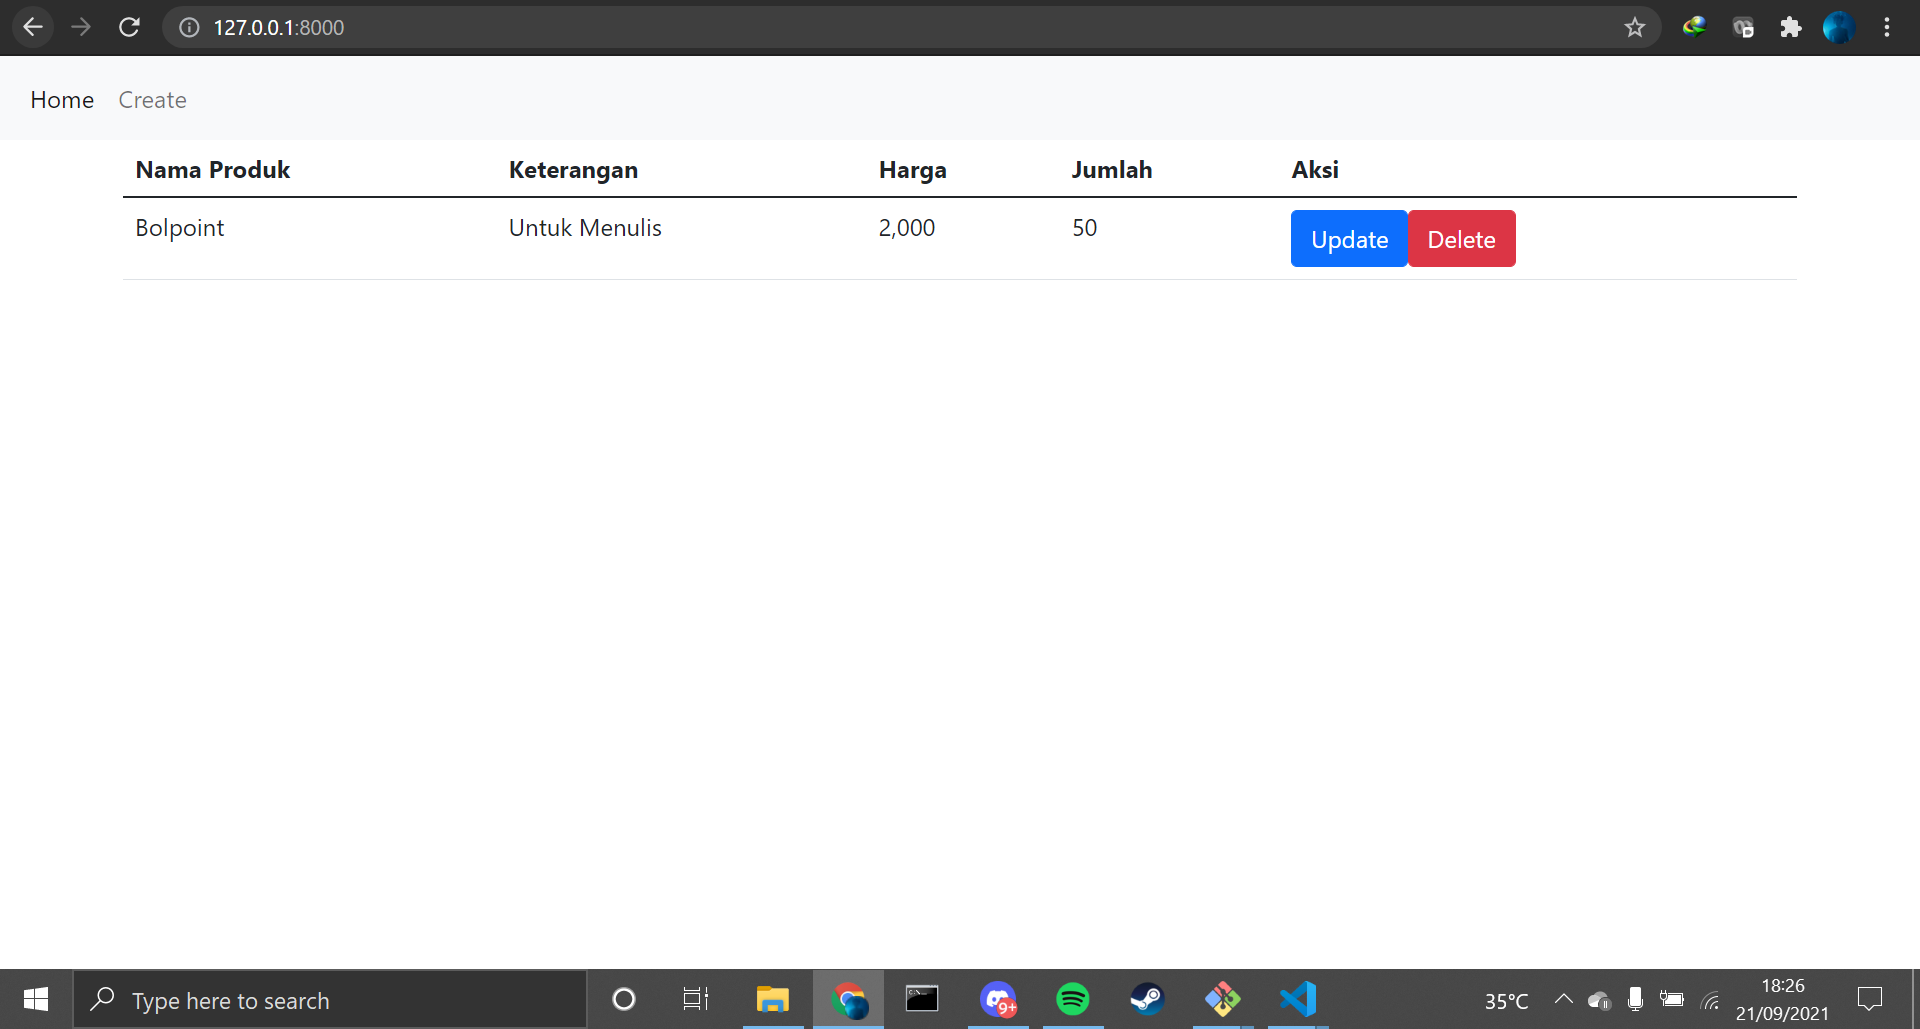 127.0.0.1:8000
Home Create
Nama Produk Keterangan Harga Jumlah Aksi
Bolpoint Untuk Menulis 2,000 50 Update Delete
Type here to search 9+ 35°C 18:26
21/09/2021